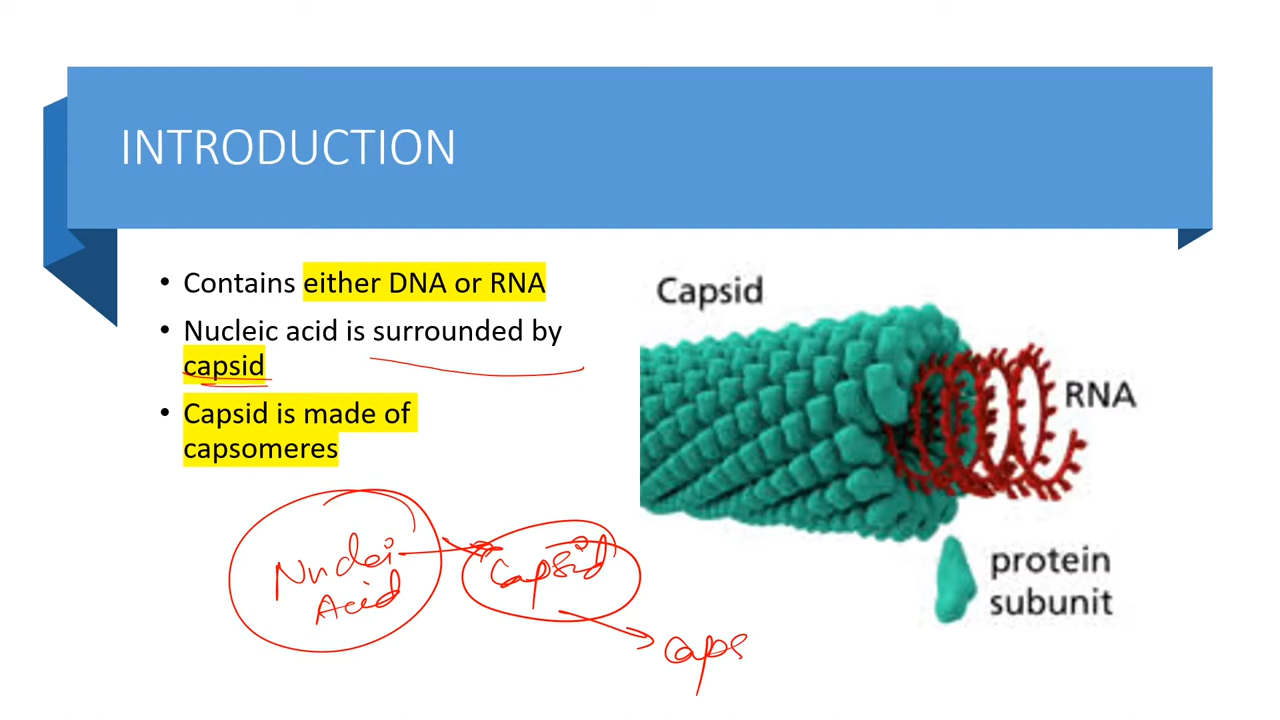 INTRODUCTION
• Contains either DNA or RNA
• Nucleic acid is surrounded by
capsid
• Capsid is made of
capsomeres
Capsid
RNA
protein
subunit
Nuclei
Acid
Capsid
caps